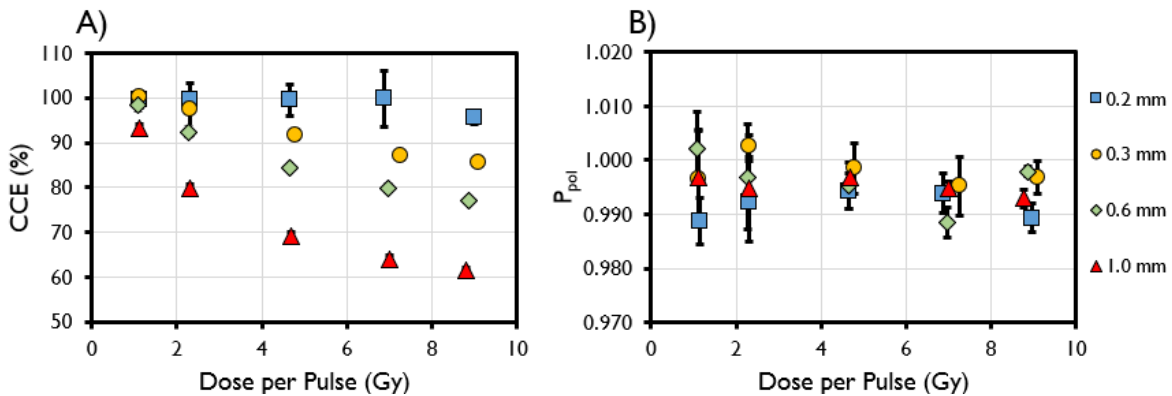 A)
110
100
90
80
70
60
50
CCE (%)
0 2 4 6 8 10
Dose per Pulse (Gy)
B)
1.020
1.010
1.000
0.990
0.980
0.970
Ppol
0 2 4 6 8 10
Dose per Pulse (Gy)
0.2 mm
0.3 mm
0.6 mm
1.0 mm